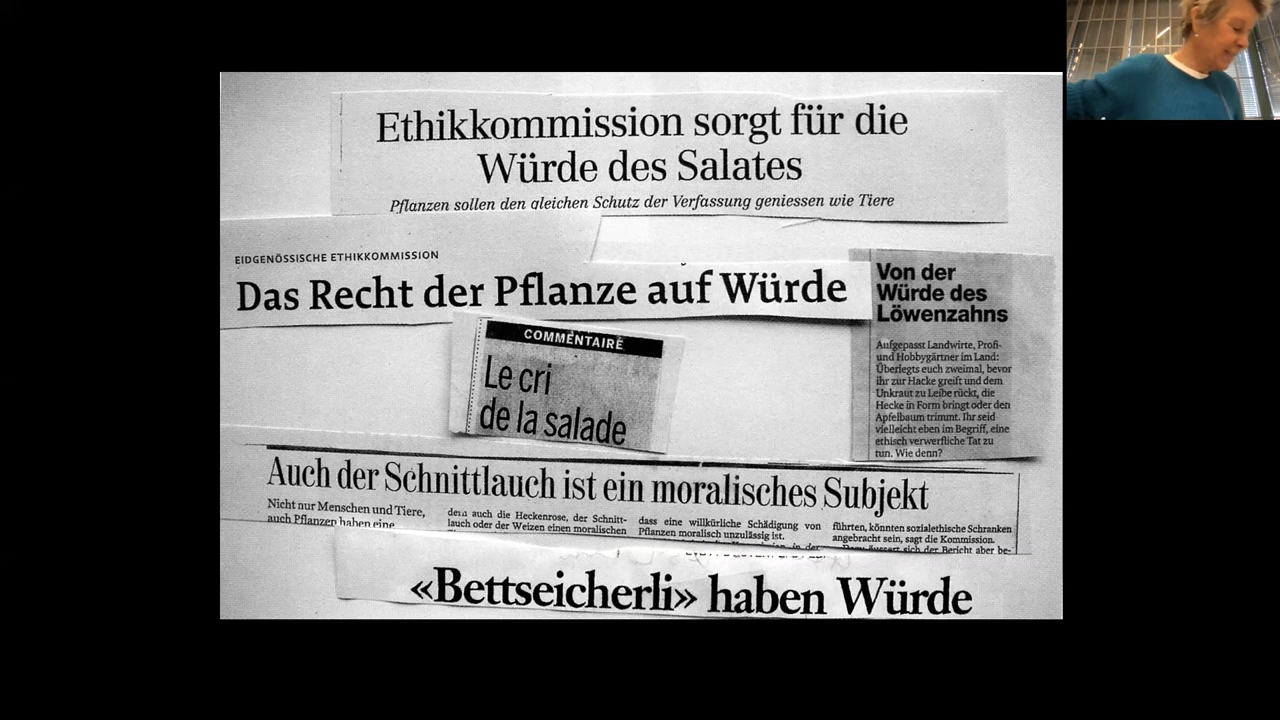 Ethikkommission sorgt für die
Würde des Salates
Pflanzen sollen den gleichen Schutz der Verfassung geniessen wie Tiere
EIDGENÖSSISCHE ETHIKKOMMISSION
Das Recht der Pflanze auf Würde
Von der
Würde des
Löwenzahns
Aufgepasst Landwirte, Profi-
und Hobbygärtner im Land:
Überlegts euch zweimal, bevor
ihr zur Hacke greift und dem
Unkraut zu Leibe rückt, die
Hecke in Form bringt oder den
Apfelbaum trimmt. Ihr seid
vielleicht eben im Begriff, eine
ethisch verwerfliche Tat zu
tun. Wie denn?
COMMENTAIRE
Le cri
de la salade
Auch der Schnittlauch ist ein moralisches Subjekt
Nicht nur Menschen und Tiere,
auch Pflanzen haben eine
dern auch die Heckenrose, der Schnitt-
lauch oder der Weizen einen moralischen
dass eine willkürliche Schädigung von
Pflanzen moralisch unzulässig ist.
führten, könnten sozialethische Schranken
angebracht sein, sagt die Kommission.
sich der Bericht aber be-
«Bettseicherli» haben Würde